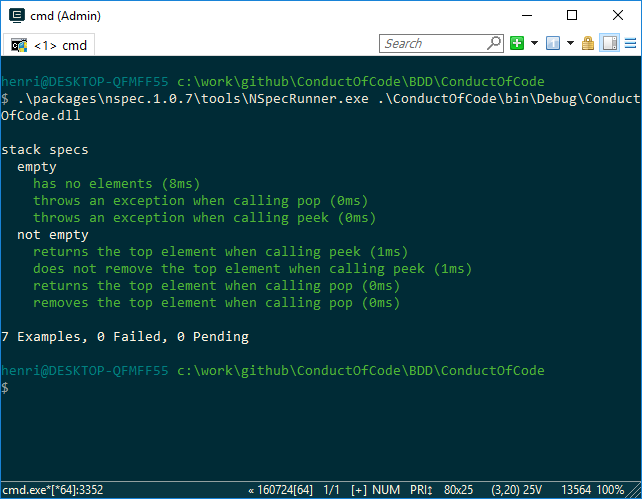 cmd (Admin)
<1> cmd
Search
henri@DESKTOP-QFMFF55 c:\work\github\ConductOfCode\BDD\ConductOfCode
$ .\packages\nspec.1.0.7\tools\NSpecRunner.exe .\ConductOfCode\bin\Debug\Conduct
OfCode.dll
stack specs
empty
has no elements (8ms)
throws an exception when calling pop (0ms)
throws an exception when calling peek (0ms)
not empty
returns the top element when calling peek (1ms)
does not remove the top element when calling peek (1ms)
returns the top element when calling pop (0ms)
removes the top element when calling pop (0ms)
7 Examples, 0 Failed, 0 Pending
henri@DESKTOP-QFMFF55 c:\work\github\ConductOfCode\BDD\ConductOfCode
$
cmd.exe*[*64]:3352 « 160724[64] 1/1 [+] NUM PRI↕ 80x25 (3,20) 25V 13564 100%